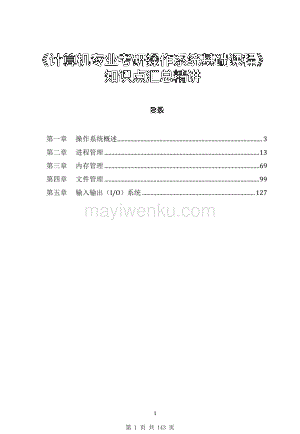 《计算机专业考研操作系统基础课程》
知识点汇总精讲
目录
第一章 操作系统概述..........3
第二章 进程管理..........13
第三章 内存管理..........69
第四章 文件管理..........99
第五章 输入输出（I/O）系统..........127
mayiwenku.com
1
第 1 页 共 143 页